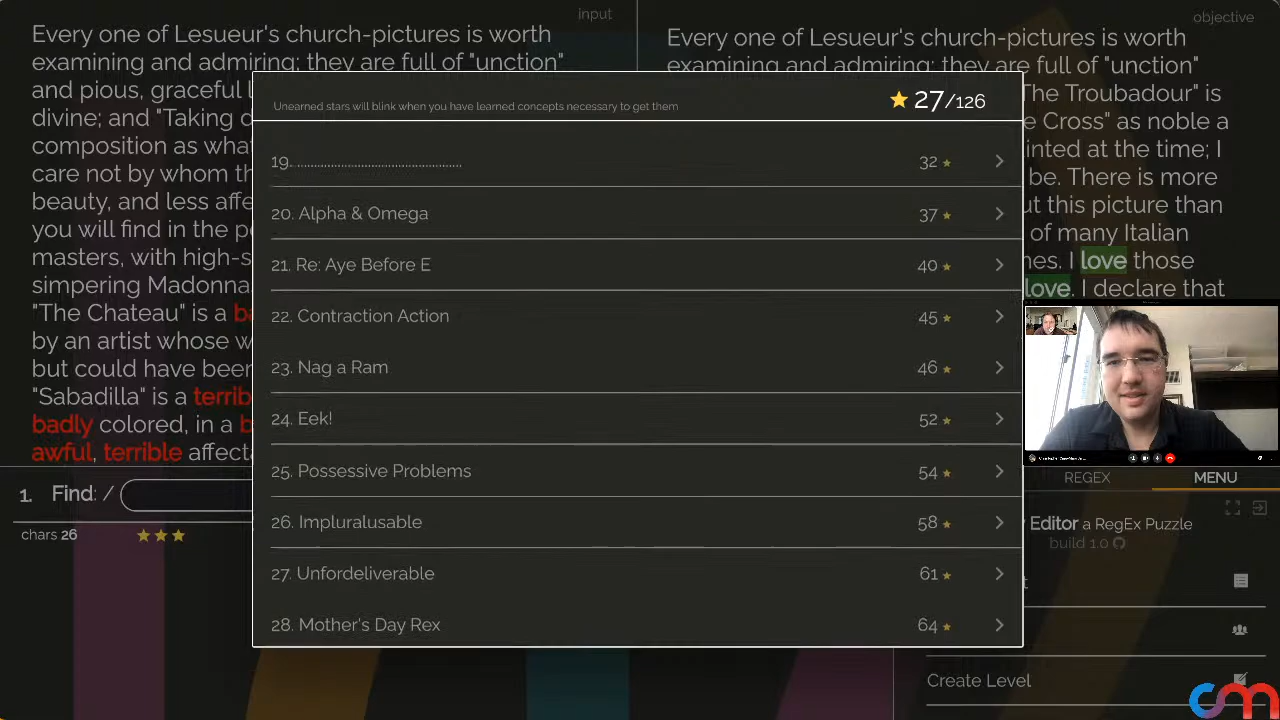 input
objective
Every one of Lesueur's church-pictures is worth
examining and admiring; they are full of "unction"
and pious, graceful
divine; and "Taking
composition as wha
care not by whom th
beauty, and less affe
you will find in the p
masters, with high-s
simpering Madonna
"The Chateau" is a ba
by an artist whose w
but could have been
"Sabadilla" is a terrib
badly colored, in a b
awful, terrible affect
Every one of Lesueur's church-pictures is worth
examining and admiring; they are full of "unction"
The Troubadour" is
e Cross" as noble a
inted at the time; I
be. There is more
ut this picture than
of many Italian
nes. I love those
love. I declare that
Unearned stars will blink when you have learned concepts necessary to get them
27/126
19. ................................................
32
20. Alpha & Omega
37
21. Re: Aye Before E
40
22. Contraction Action
45
23. Nag a Ram
46
24. Eek!
52
25. Possessive Problems
54
26. Impluralusable
58
27. Unfordeliverable
61
28. Mother's Day Rex
64
1. Find: /
chars 26
REGEX
MENU
Editor a RegEx Puzzle
build 1.0
t
Create Level
cm